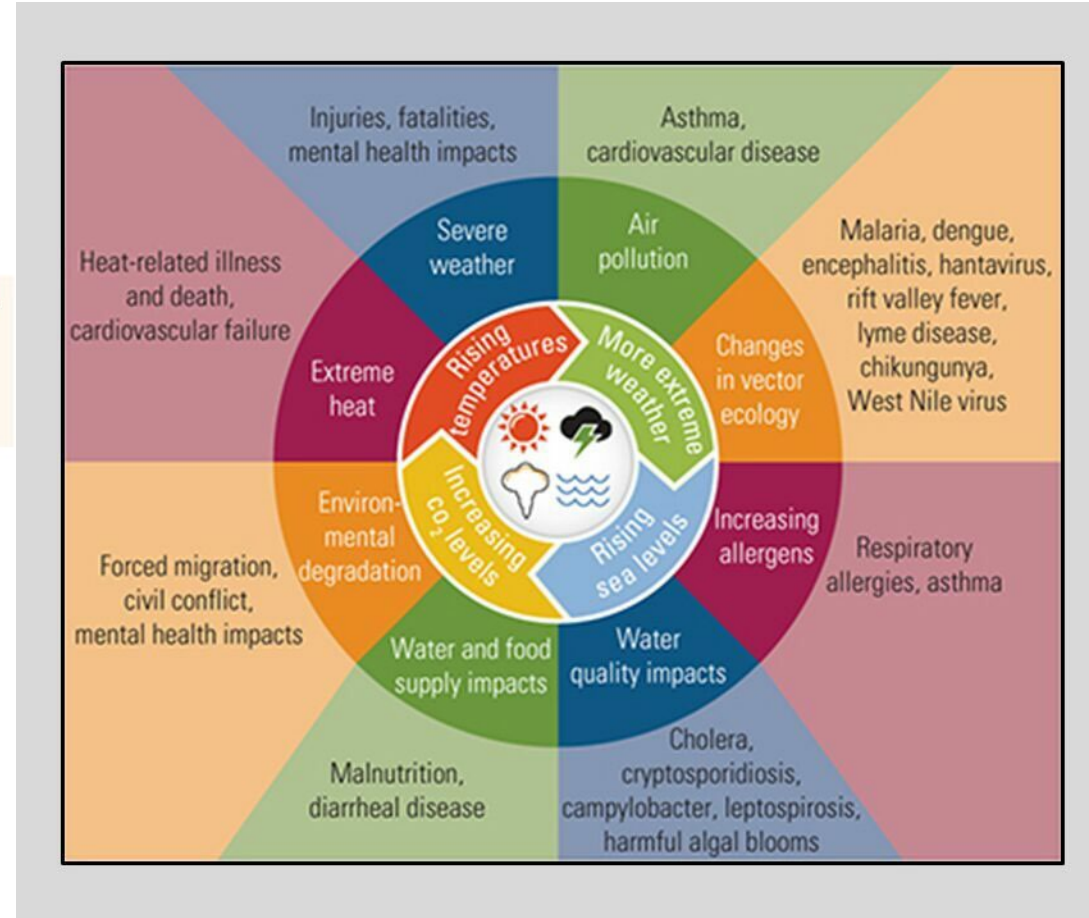 Injuries, fatalities,
mental health impacts
Asthma,
cardiovascular disease
Severe
weather
Air
pollution
Heat-related illness
and death,
cardiovascular failure
Malaria, dengue,
encephalitis, hantavirus,
rift valley fever,
lyme disease,
chikungunya,
West Nile virus
Extreme
heat
Rising
temperatures
More extreme
weather
Changes
in vector
ecology
Environ-
mental
degradation
Increasing
CO₂ levels
Rising
sea levels
Increasing
allergens
Forced migration,
civil conflict,
mental health impacts
Respiratory
allergies, asthma
Water and food
supply impacts
Water
quality impacts
Malnutrition,
diarrheal disease
Cholera,
cryptosporidiosis,
campylobacter, leptospirosis,
harmful algal blooms